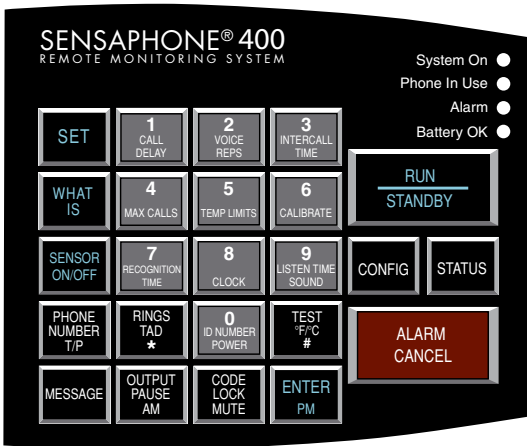 SENSAPHONE® 400
REMOTE MONITORING SYSTEM
System On
Phone In Use
Alarm
Battery OK
SET
1
CALL
DELAY
2
VOICE
REPS
3
INTERCALL
TIME
RUN
STANDBY
WHAT
IS
4
MAX CALLS
5
TEMP LIMITS
6
CALIBRATE
SENSOR
ON/OFF
7
RECOGNITION
TIME
8
CLOCK
9
LISTEN TIME
SOUND
CONFIG
STATUS
PHONE
NUMBER
T/P
RINGS
TAD
*
0
ID NUMBER
POWER
TEST
°F/°C
#
ALARM
CANCEL
MESSAGE
OUTPUT
PAUSE
AM
CODE
LOCK
MUTE
ENTER
PM